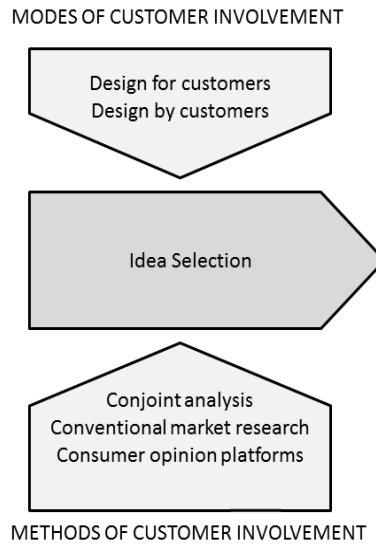 MODES OF CUSTOMER INVOLVEMENT
Design for customers
Design by customers
Idea Selection
Conjoint analysis
Conventional market research
Consumer opinion platforms
METHODS OF CUSTOMER INVOLVEMENT